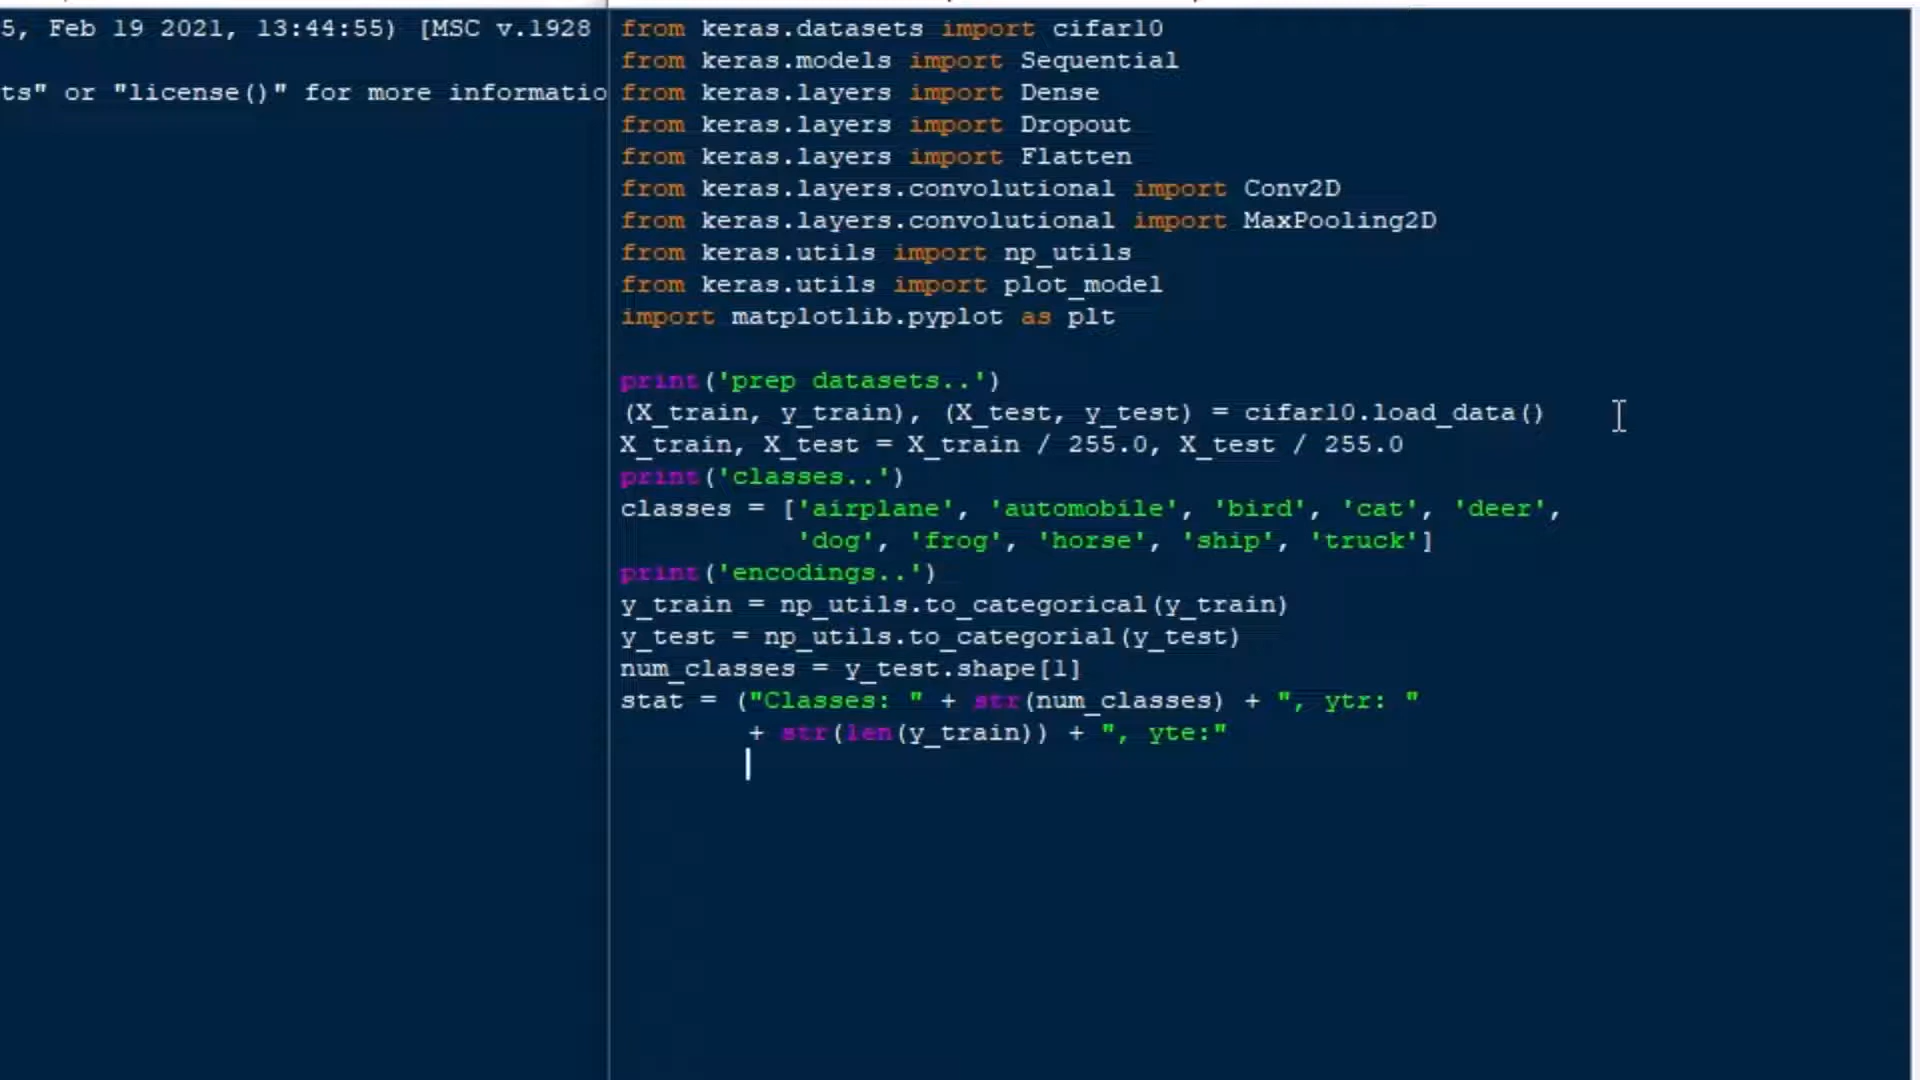 5, Feb 19 2021, 13:44:55) [MSC v.1928
ts" or "license()" for more informatio
from keras.datasets import cifar10
from keras.models import Sequential
from keras.layers import Dense
from keras.layers import Dropout
from keras.layers import Flatten
from keras.layers.convolutional import Conv2D
from keras.layers.convolutional import MaxPooling2D
from keras.utils import np_utils
from keras.utils import plot_model
import matplotlib.pyplot as plt
print('prep datasets..')
(X_train, y_train), (X_test, y_test) = cifar10.load_data()
X_train, X_test = X_train / 255.0, X_test / 255.0
print('classes..')
classes = ['airplane', 'automobile', 'bird', 'cat', 'deer',
'dog', 'frog', 'horse', 'ship', 'truck']
print('encodings..')
y_train = np_utils.to_categorical(y_train)
y_test = np_utils.to_categorial(y_test)
num_classes = y_test.shape[1]
stat = ("Classes: " + str(num_classes) + ", ytr: "
+ str(len(y_train)) + ", yte:"